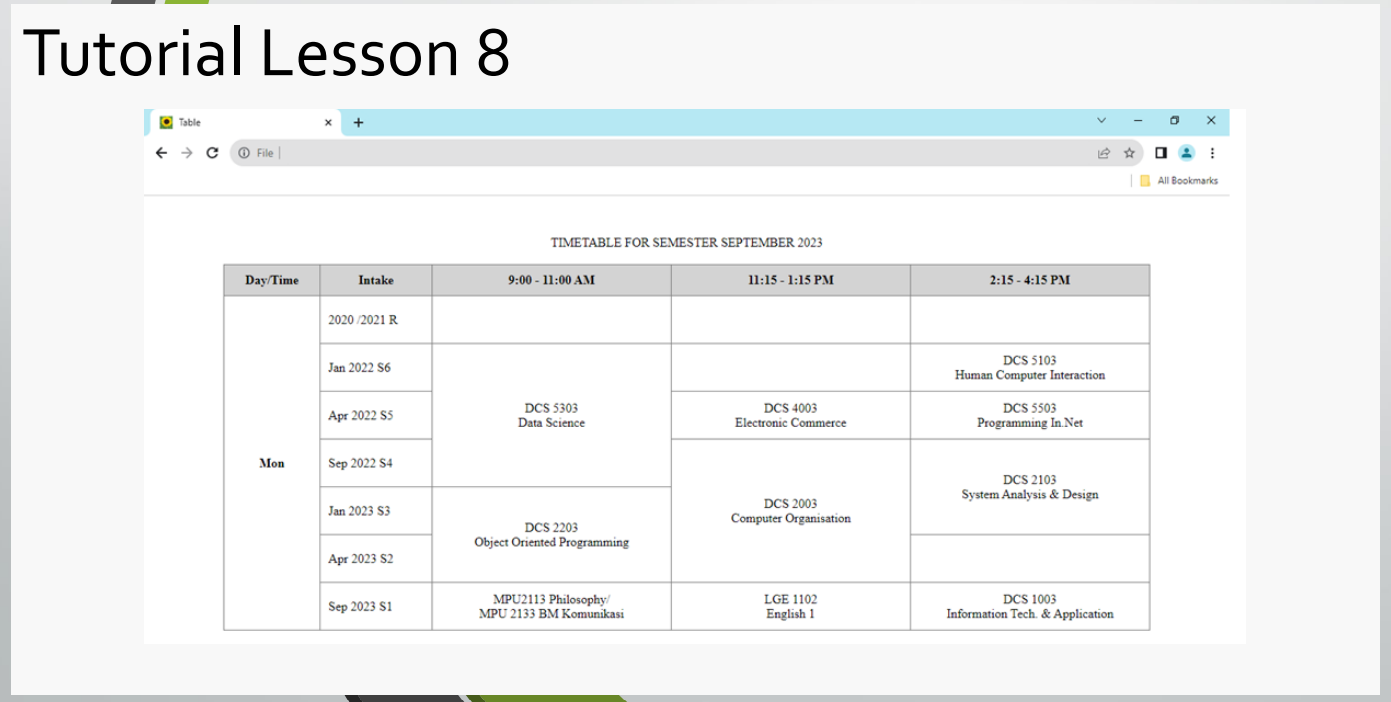 Tutorial Lesson 8
Table
File
All Bookmarks
TIMETABLE FOR SEMESTER SEPTEMBER 2023
Day/Time Intake 9:00 - 11:00 AM 11:15 - 1:15 PM 2:15 - 4:15 PM
Mon
2020 /2021 R
Jan 2022 S6
DCS 5103
Human Computer Interaction
Apr 2022 S5
DCS 5303
Data Science
DCS 4003
Electronic Commerce
DCS 5503
Programming In.Net
Sep 2022 S4
DCS 2103
System Analysis & Design
Jan 2023 S3
DCS 2003
Computer Organisation
DCS 2203
Object Oriented Programming
Apr 2023 S2
Sep 2023 S1
MPU2113 Philosophy/
MPU 2133 BM Komunikasi
LGE 1102
English 1
DCS 1003
Information Tech. & Application